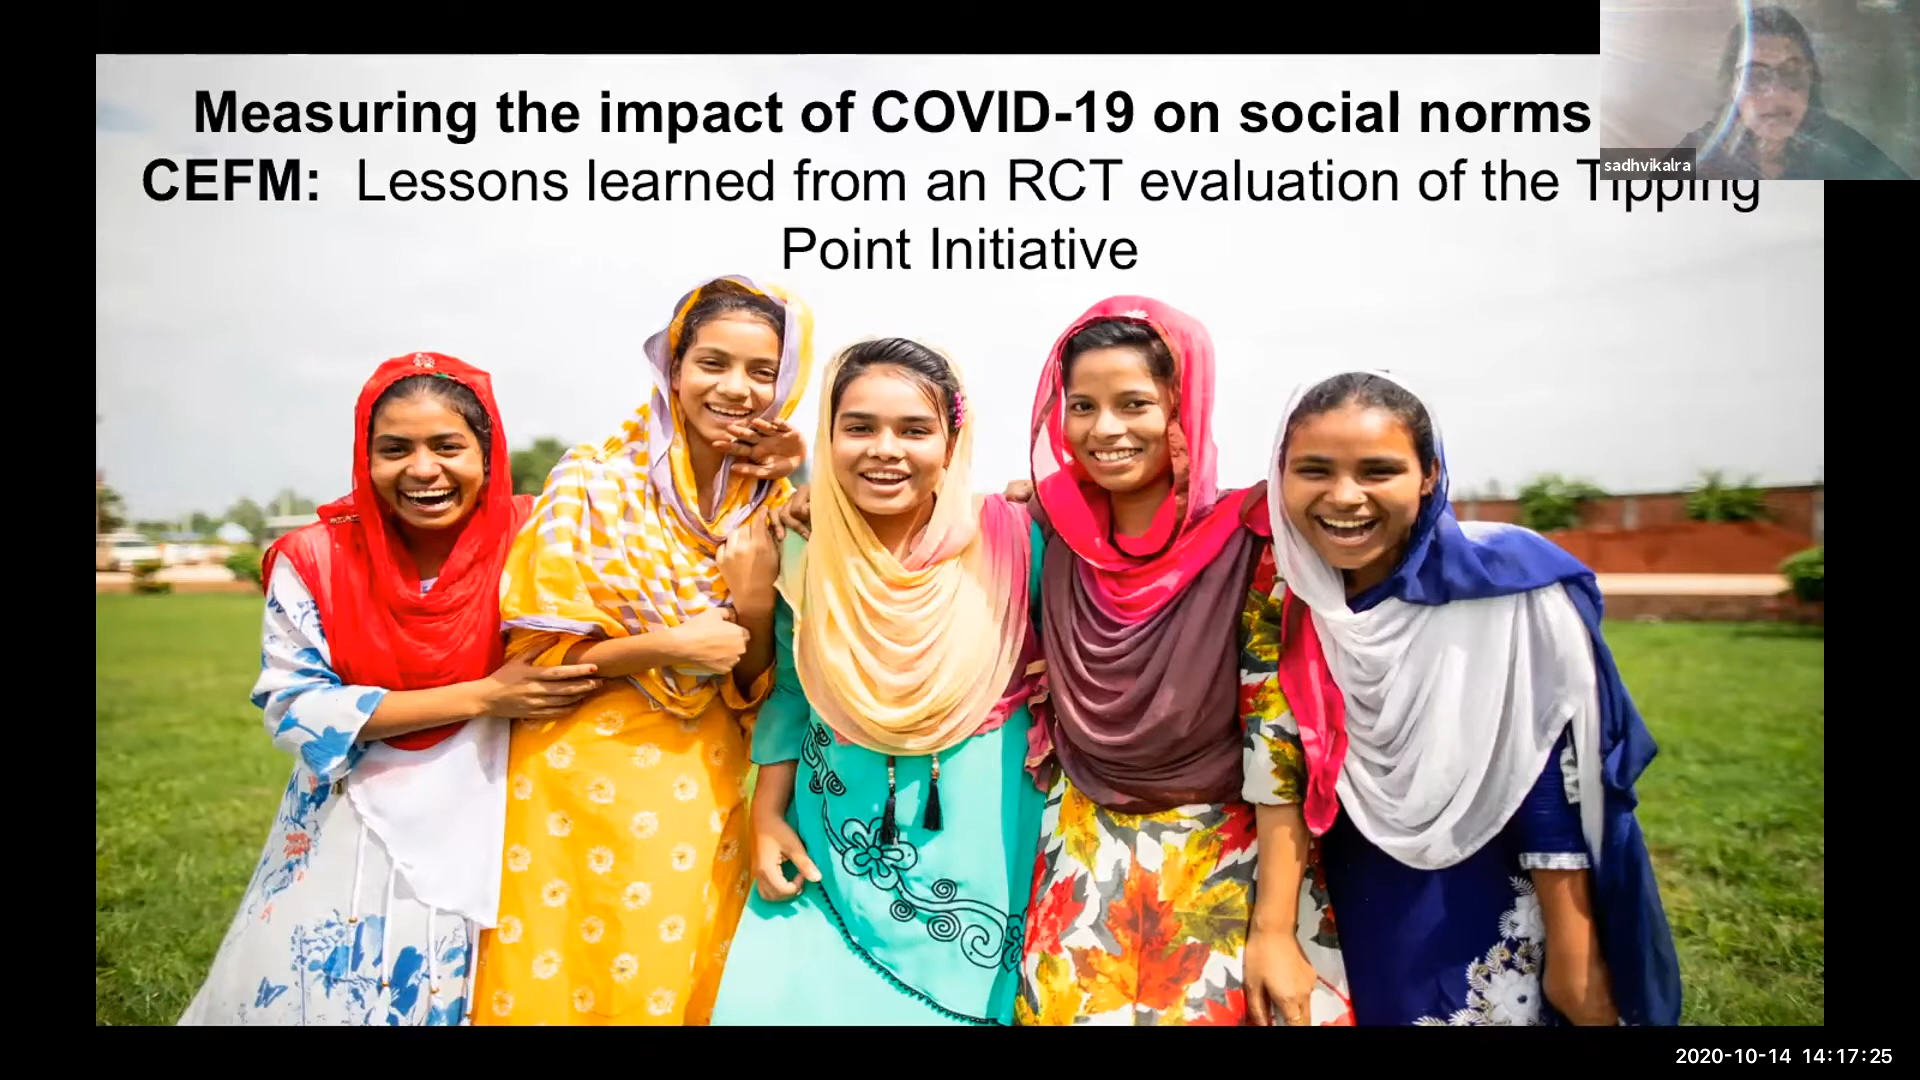 Measuring the impact of COVID-19 on social norms
CEFM: Lessons learned from an RCT evaluation of the Tipping
Point Initiative
sadhvikalra
2020-10-14 14:17:25